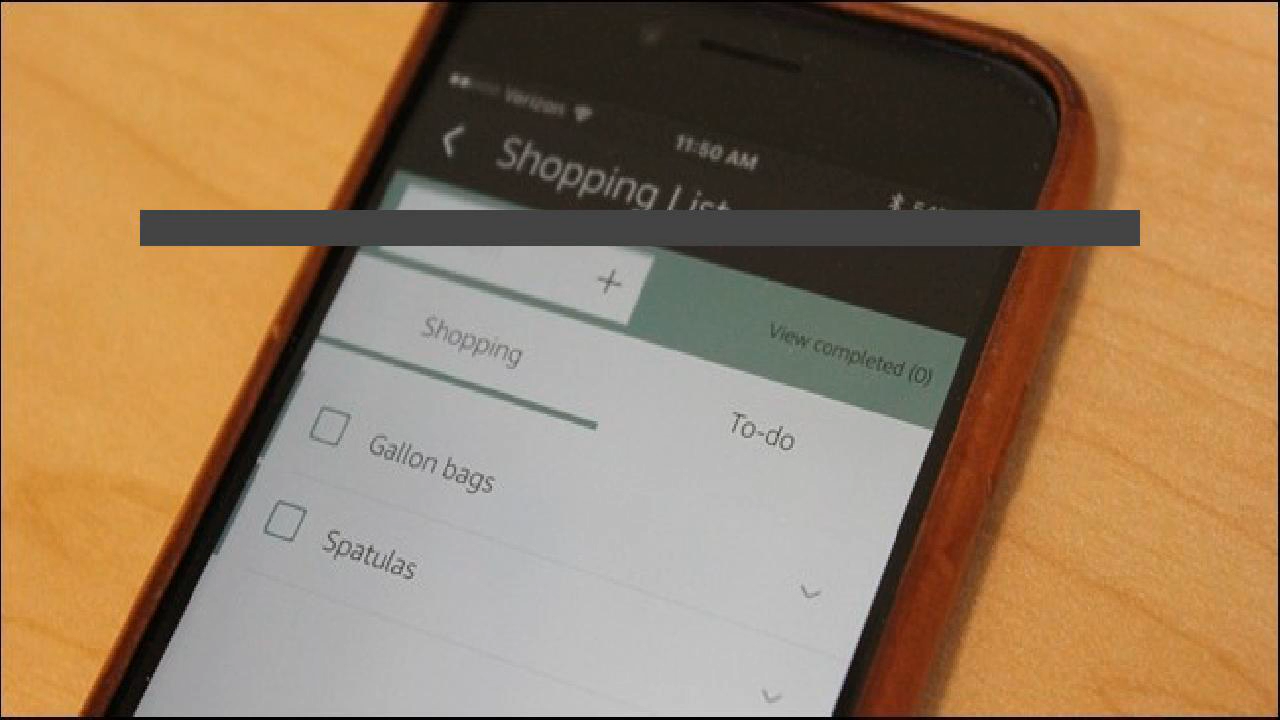 Verizon
11:50 AM
Shopping List
+
View completed (0)
Shopping
To-do
Gallon bags
Spatulas